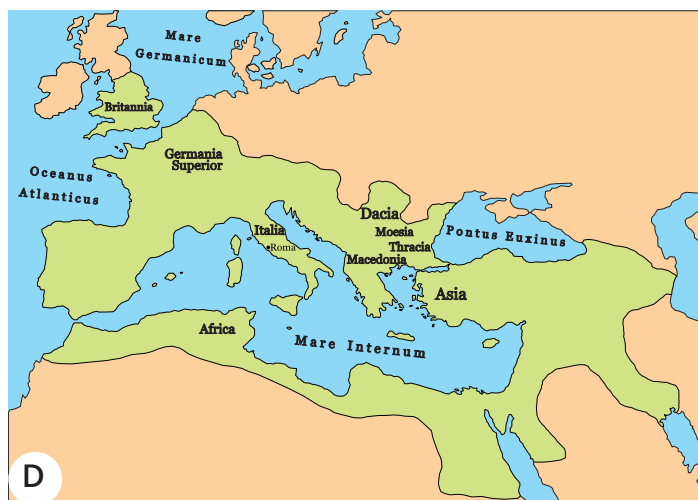 Mare
Germanicum
Britannia
Germania
Superior
Oceanus
Atlanticus
Dacia
Italia
Moesia
Pontus Euxinus
Roma
Thracia
Macedonia
Asia
Africa
Mare Internum
D